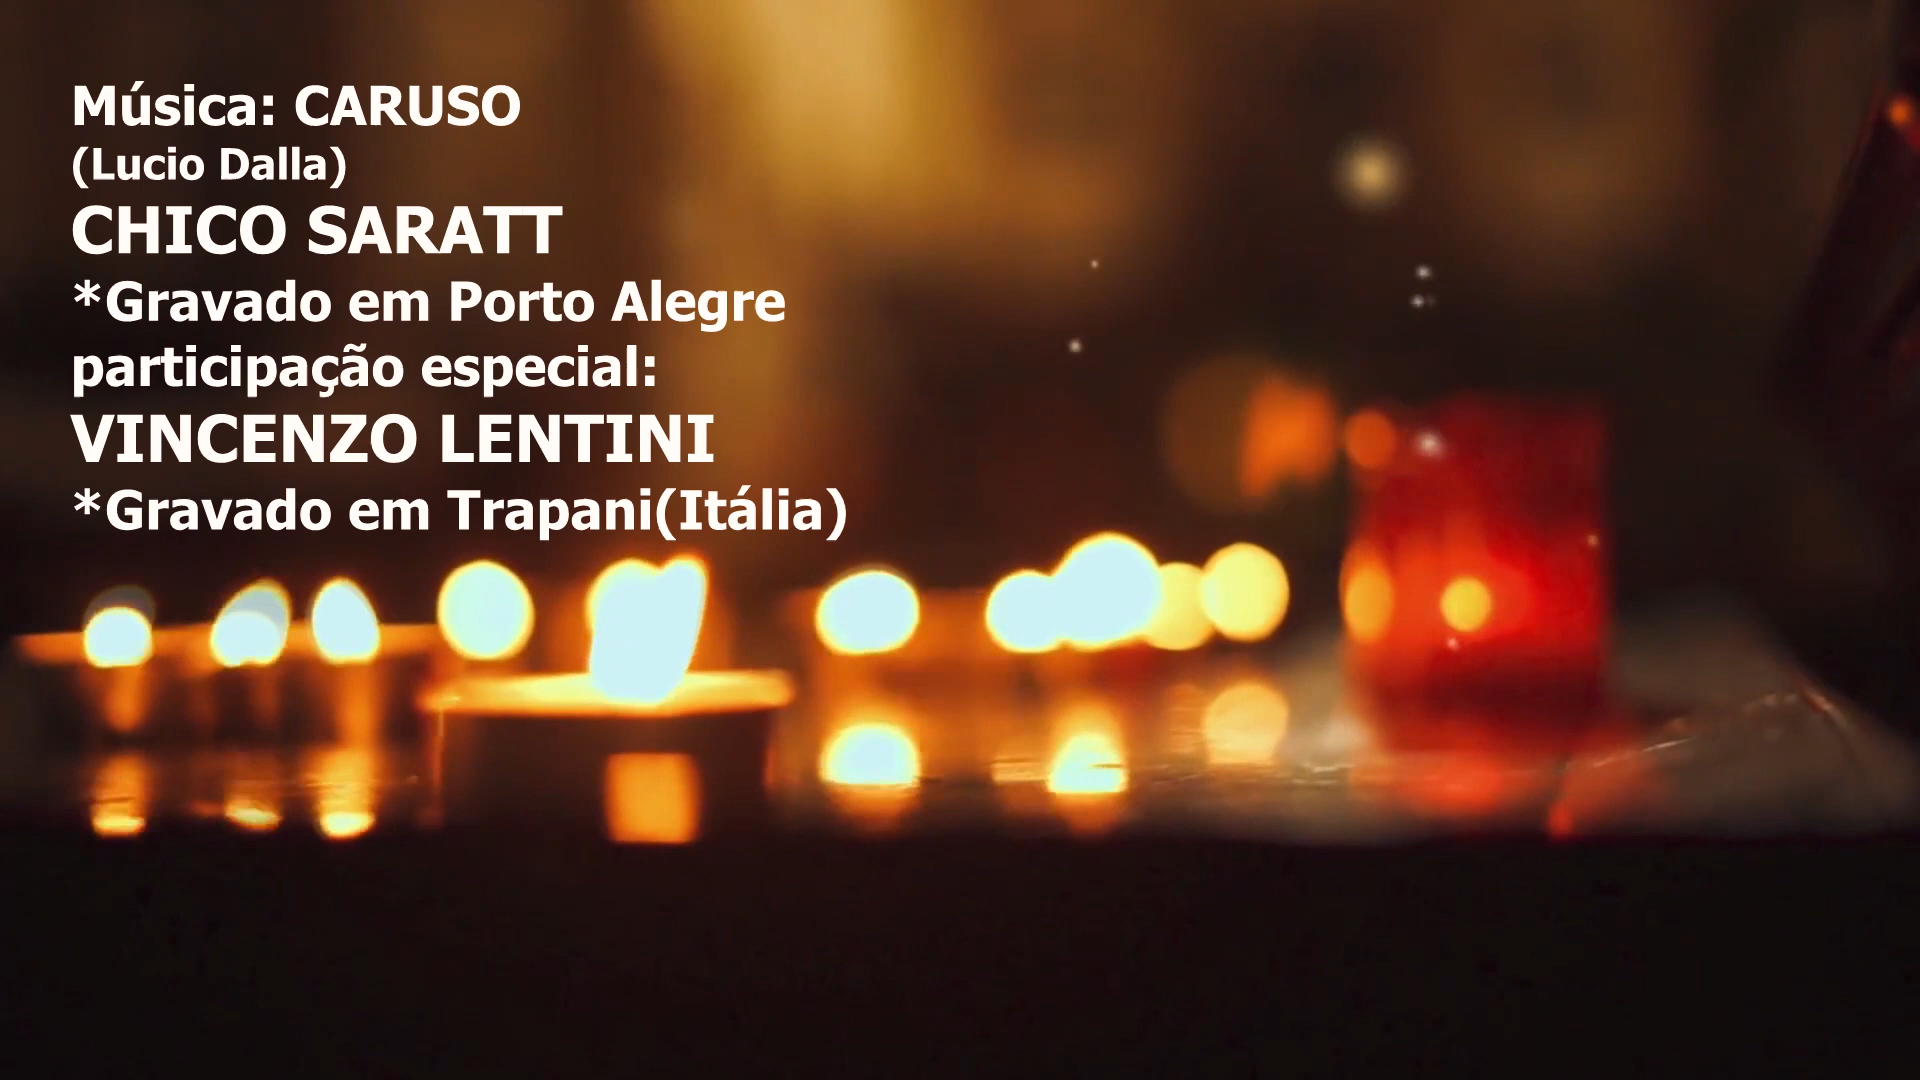 Música: CARUSO
(Lucio Dalla)
CHICO SARATT
*Gravado em Porto Alegre
participação especial:
VINCENZO LENTINI
*Gravado em Trapani(Itália)